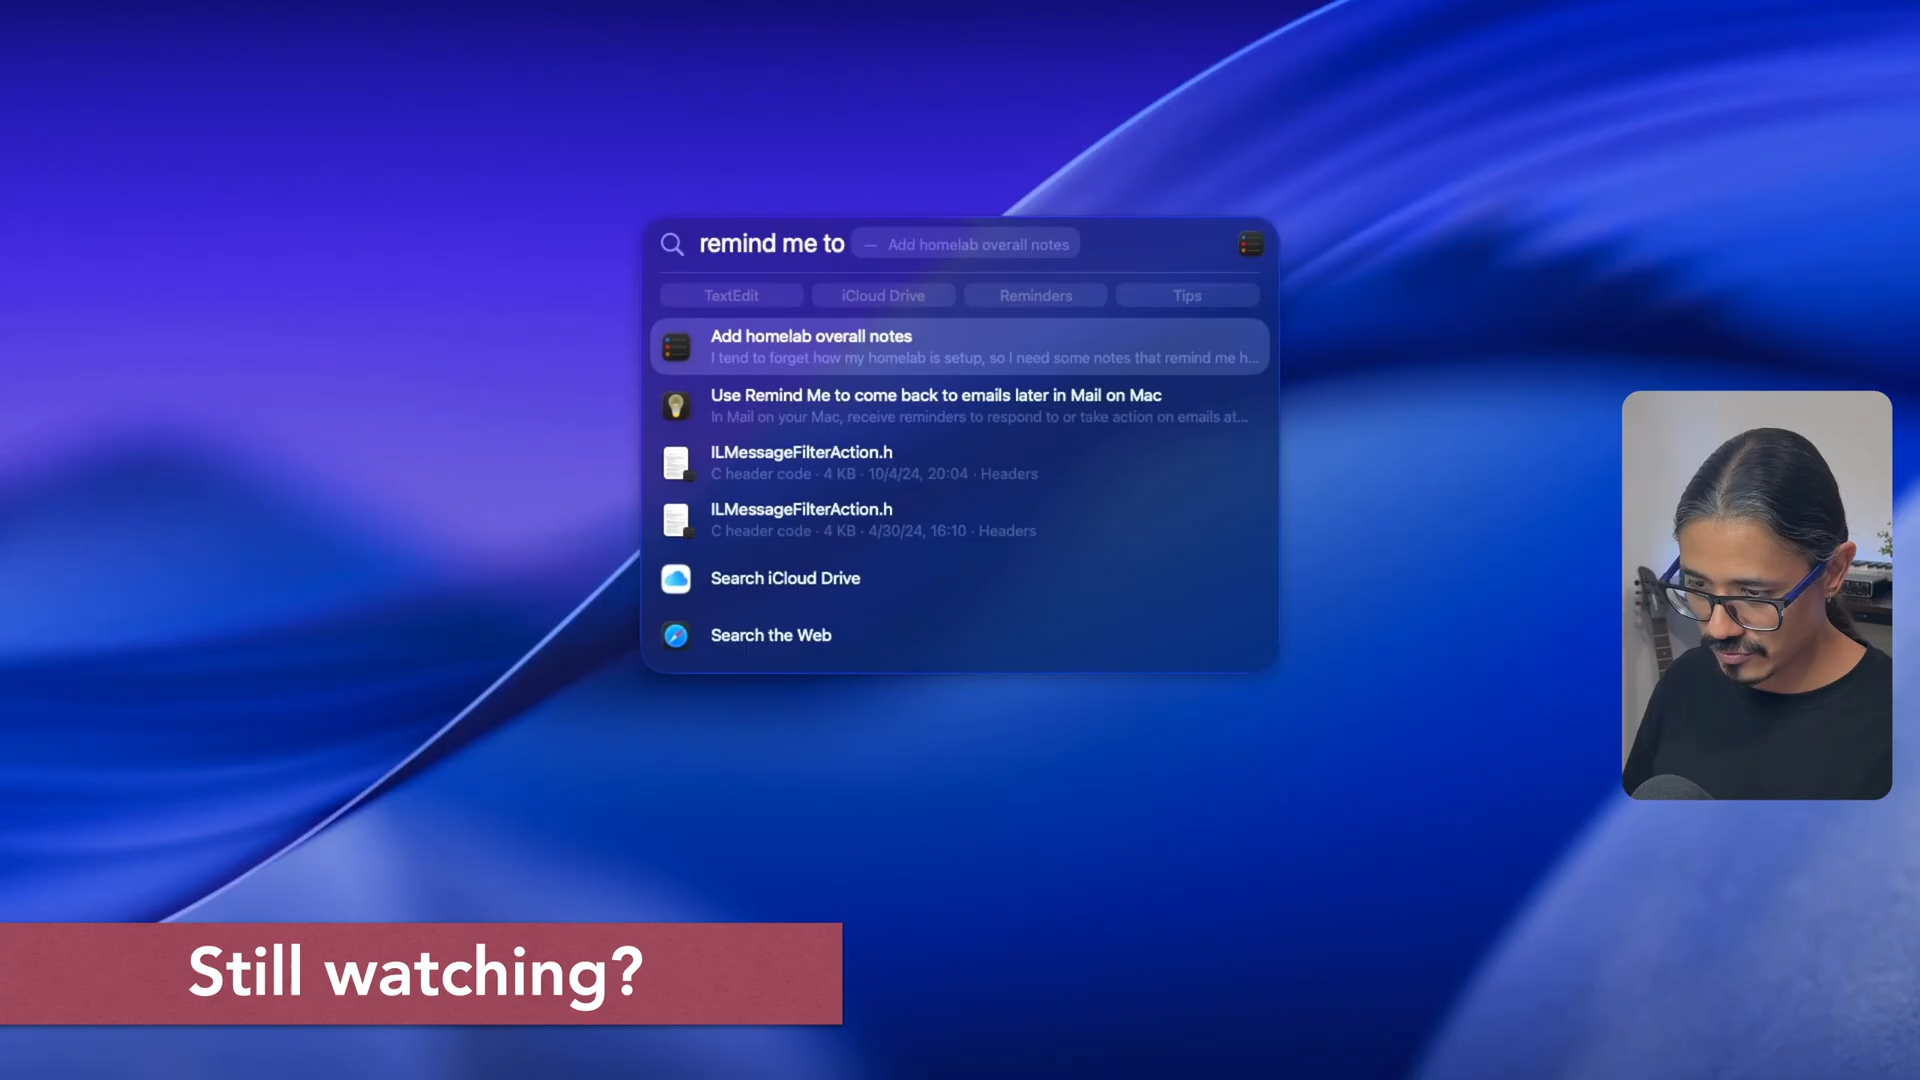 remind me to — Add homelab overall notes
TextEdit iCloud Drive Reminders Tips
Add homelab overall notes
I tend to forget how my homelab is setup, so I need some notes that remind me h...
Use Remind Me to come back to emails later in Mail on Mac
In Mail on your Mac, receive reminders to respond to or take action on emails at...
ILMessageFilterAction.h
C header code · 4 KB · 10/4/24, 20:04 · Headers
ILMessageFilterAction.h
C header code · 4 KB · 4/30/24, 16:10 · Headers
Search iCloud Drive
Search the Web
Still watching?